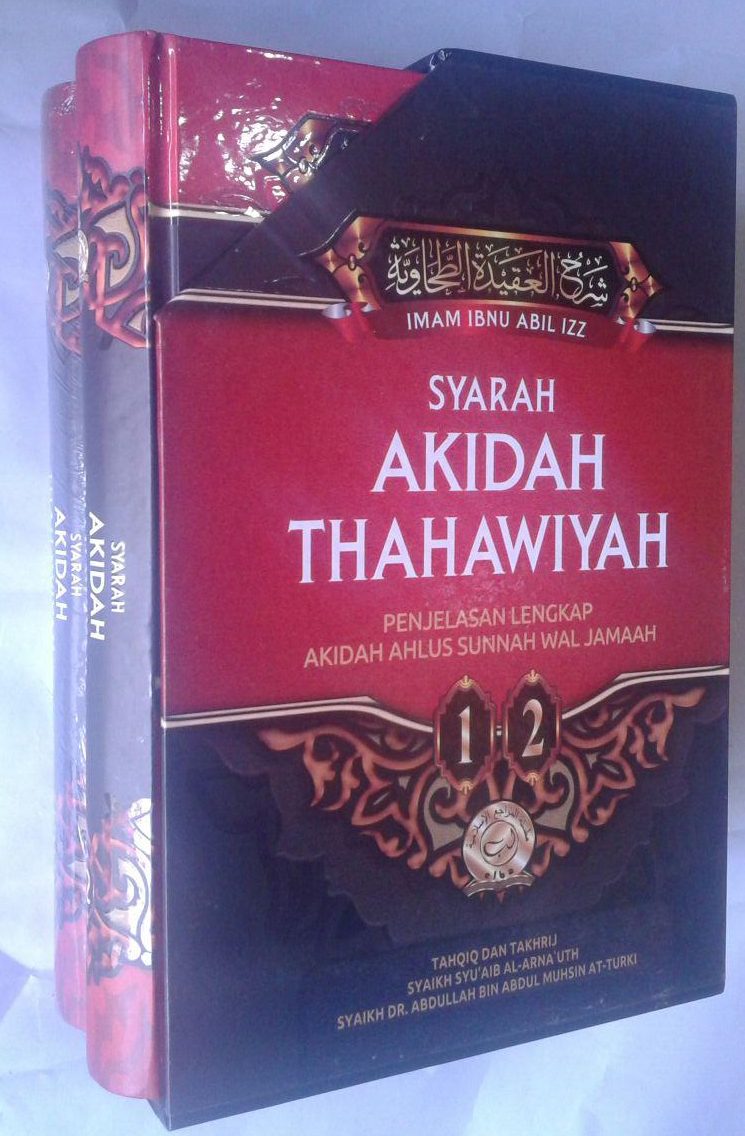 شرح العقيدة الطحاوية
IMAM IBNU ABIL IZZ
SYARAH
AKIDAH
THAHAWIYAH
PENJELASAN LENGKAP
AKIDAH AHLUS SUNNAH WAL JAMAAH
1-2
TAHQIQ DAN TAKHRIJ
SYAIKH SYU'AIB AL-ARNA`UTH
SYAIKH DR. ABDULLAH BIN ABDUL MUHSIN AT-TURKI
SYARAH
AKIDAH
SYARAH
AKIDAH